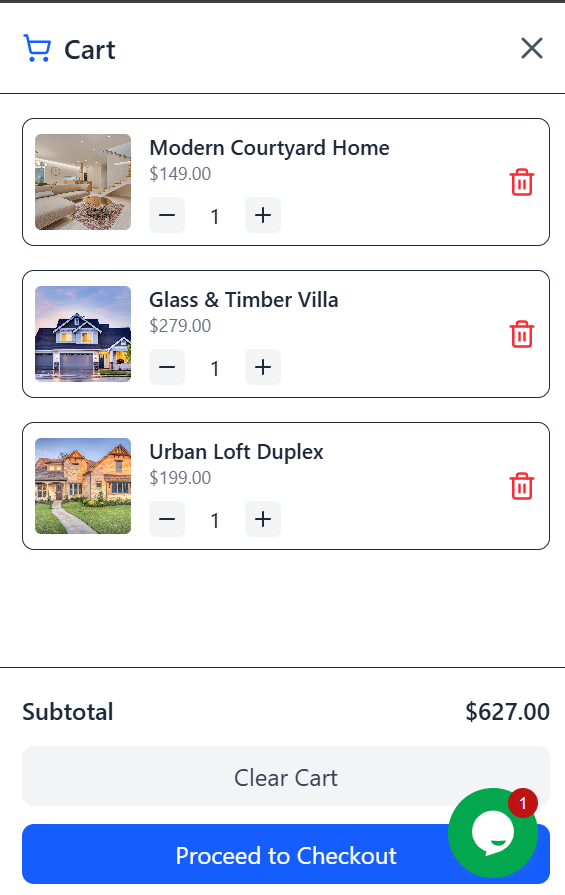 Cart
Modern Courtyard Home
$149.00
1
Glass & Timber Villa
$279.00
1
Urban Loft Duplex
$199.00
1
Subtotal $627.00
Clear Cart
1
Proceed to Checkout